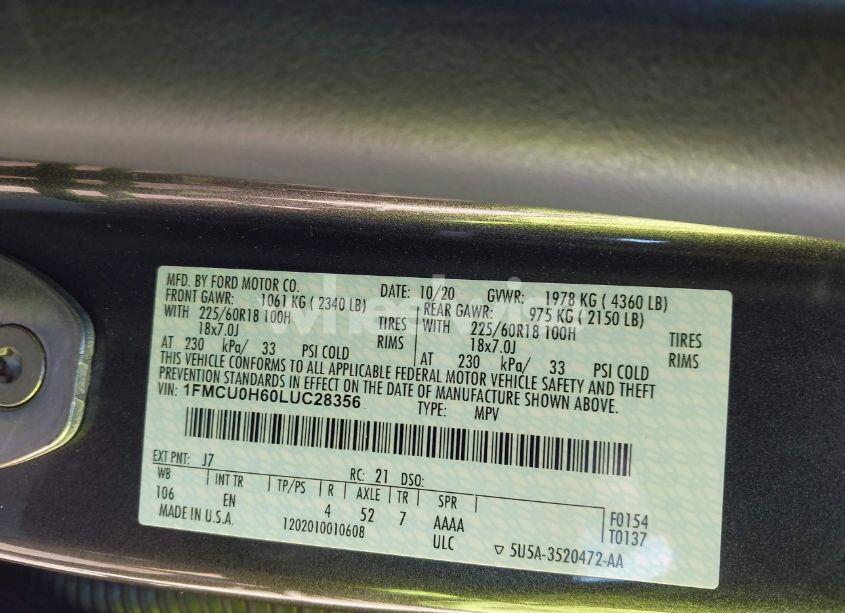 MFD. BY FORD MOTOR CO. DATE: 10/20 GVWR: 1978 KG ( 4360 LB)
FRONT GAWR: 1061 KG ( 2340 LB) REAR GAWR: 975 KG ( 2150 LB)
WITH 225/60R18 100H TIRES WITH 225/60R18 100H TIRES
18x7.0J RIMS 18x7.0J RIMS
AT 230 kPa/ 33 PSI COLD AT 230 kPa/ 33 PSI COLD
THIS VEHICLE CONFORMS TO ALL APPLICABLE FEDERAL MOTOR VEHICLE SAFETY AND THEFT
PREVENTION STANDARDS IN EFFECT ON THE DATE OF MANUFACTURE SHOWN ABOVE.
VIN: 1FMCU0H60LUC28356 TYPE: MPV
EXT PNT: J7 RC: 21 DSO:
WB INT TR TP/PS R AXLE TR SPR
106 EN 4 52 7 AAAA F0154
MADE IN U.S.A. 1202010010608 ULC T0137
▽ 5U5A-3520472-AA